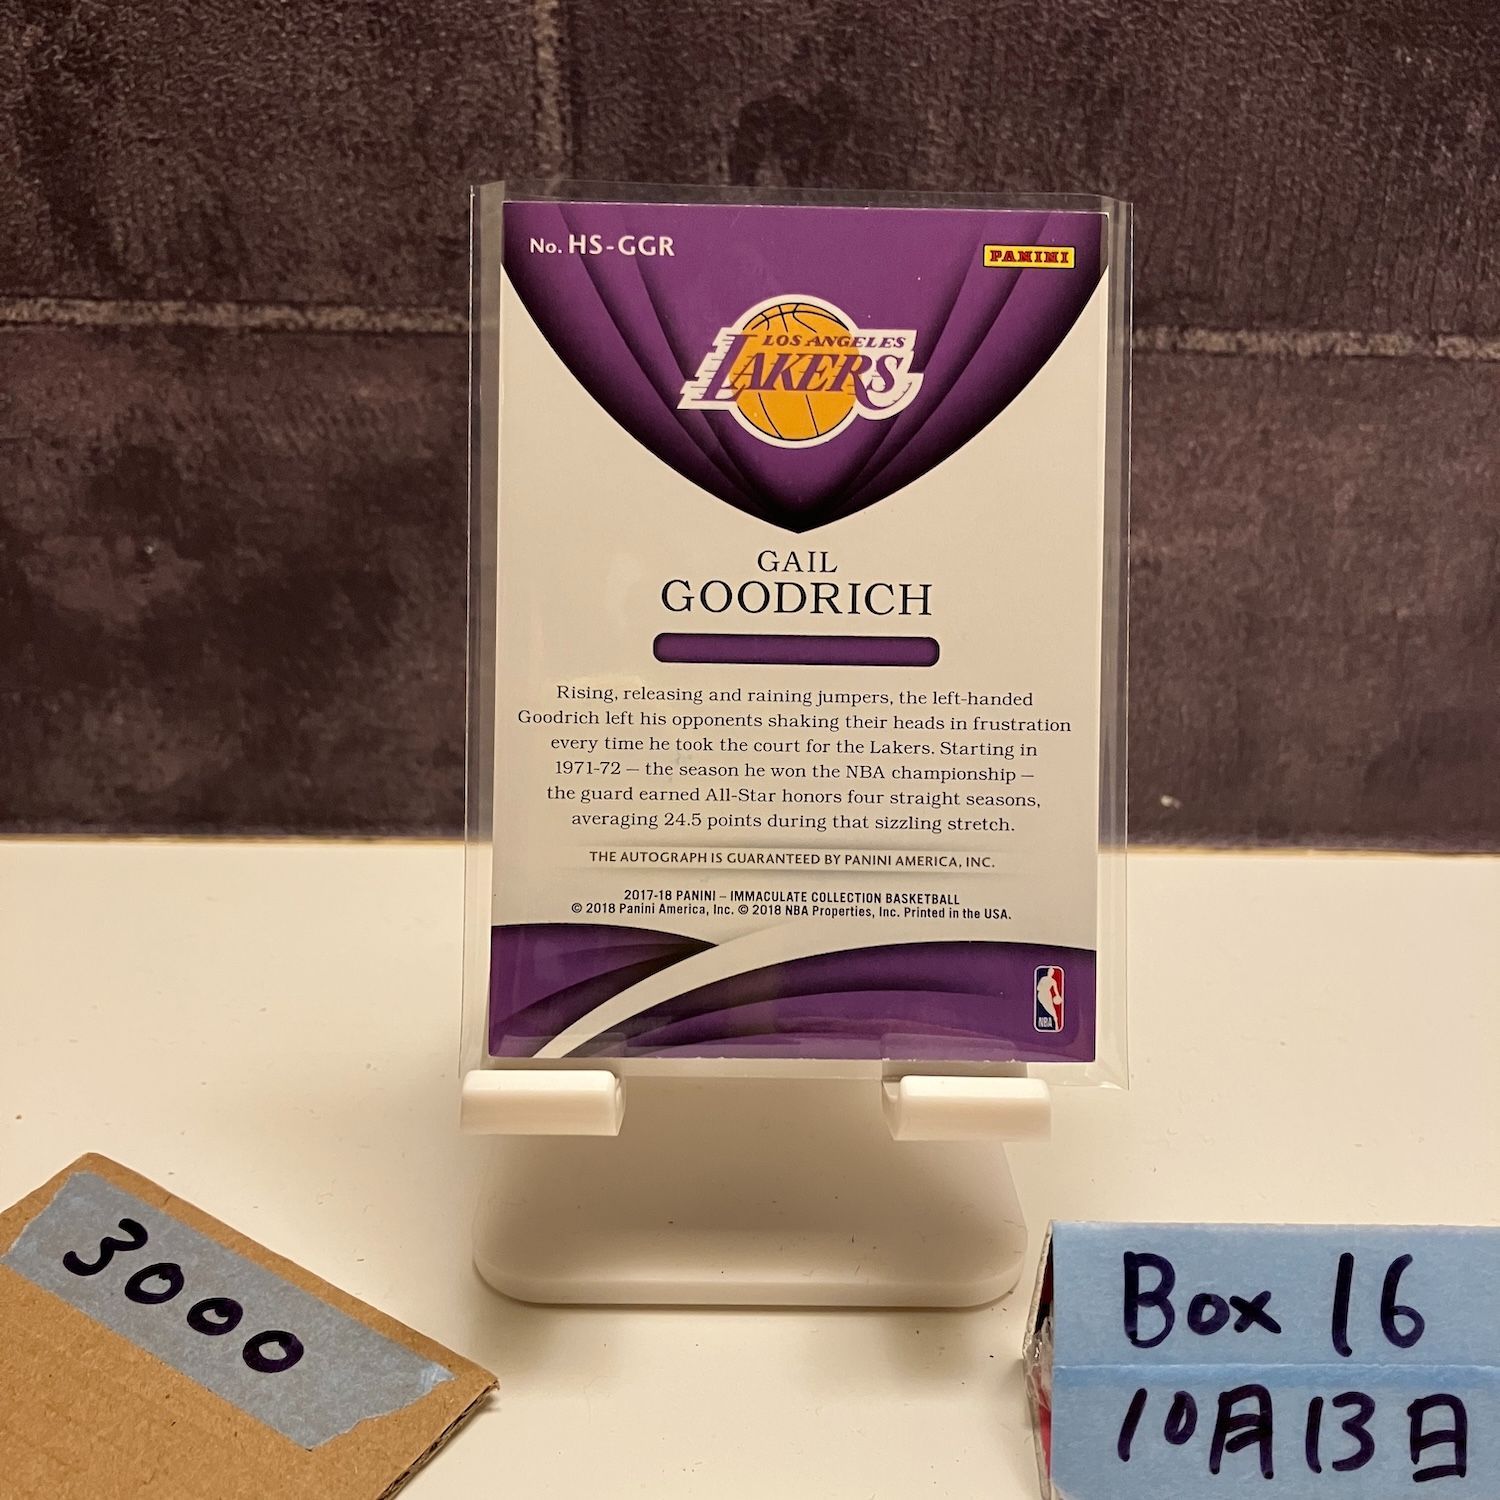 No. HS-GGR
PANINI
LOS ANGELES
LAKERS
GAIL
GOODRICH
Rising, releasing and raining jumpers, the left-handed
Goodrich left his opponents shaking their heads in frustration
every time he took the court for the Lakers. Starting in
1971-72 – the season he won the NBA championship –
the guard earned All-Star honors four straight seasons,
averaging 24.5 points during that sizzling stretch.
THE AUTOGRAPH IS GUARANTEED BY PANINI AMERICA, INC.
2017-18 PANINI – IMMACULATE COLLECTION BASKETBALL
© 2018 Panini America, Inc. © 2018 NBA Properties, Inc. Printed in the USA.
NBA
3000
Box 16
10月13日